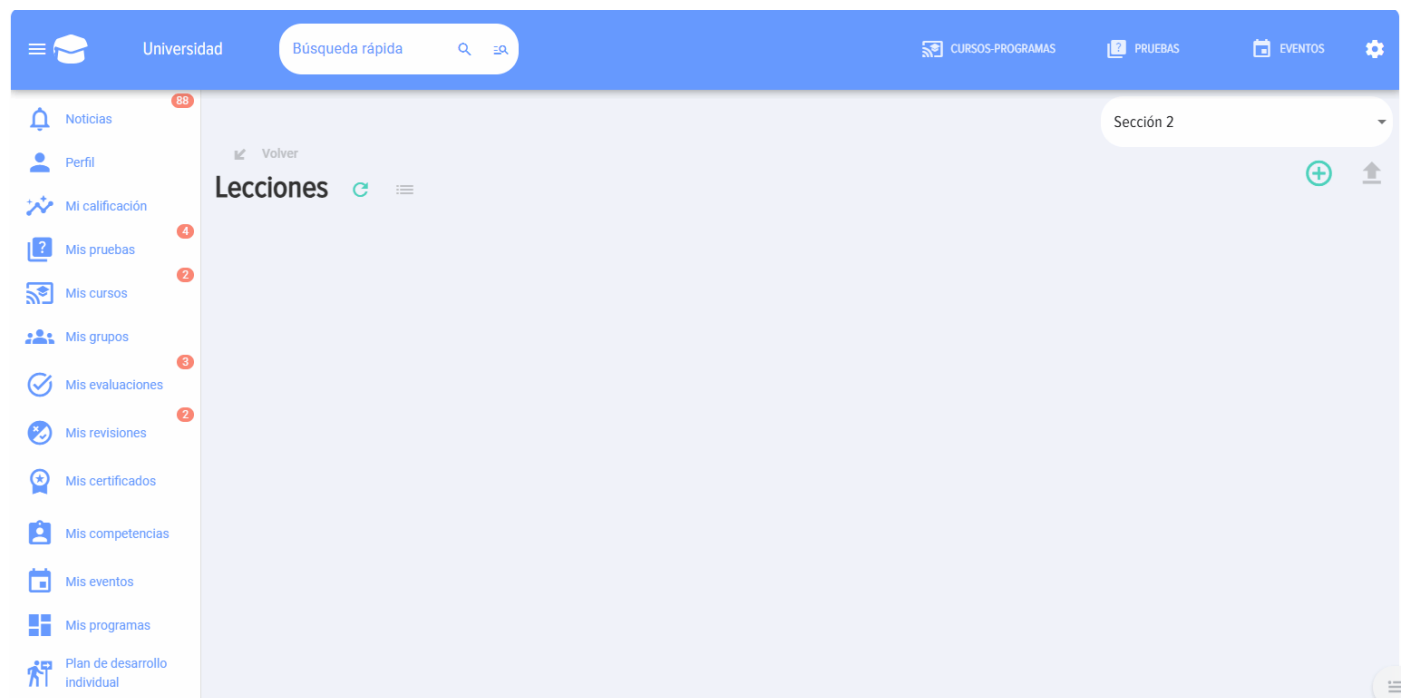 Universidad
Búsqueda rápida
CURSOS-PROGRAMAS
PRUEBAS
EVENTOS
88
Noticias
Perfil
Mi calificación
4
Mis pruebas
2
Mis cursos
Mis grupos
3
Mis evaluaciones
2
Mis revisiones
Mis certificados
Mis competencias
Mis eventos
Mis programas
Plan de desarrollo
individual
Sección 2
Volver
Lecciones